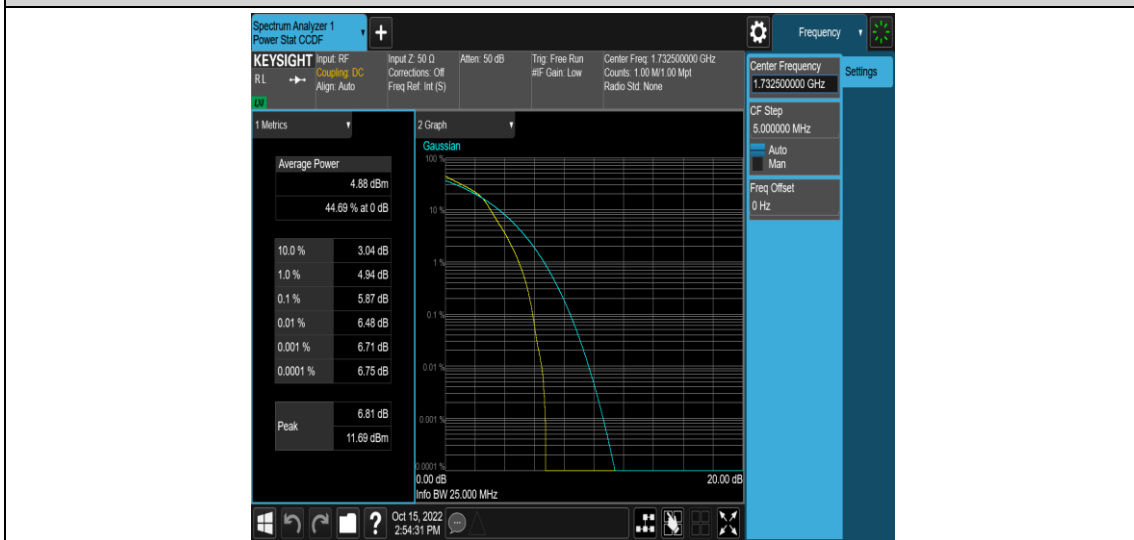 Spectrum Analyzer 1
Power Stat CCDF
Frequency
KEYSIGHT
RL
Input: RF
Coupling: DC
Align: Auto
Input Z: 50 Ω
Corrections: Off
Freq Ref: Int (S)
Atten: 50 dB
Trig: Free Run
#IF Gain: Low
Center Freq: 1.732500000 GHz
Counts: 1.00 M/1.00 Mpt
Radio Std: None
Center Frequency
1.732500000 GHz
Settings
CF Step
5.000000 MHz
Auto
Man
Freq Offset
0 Hz
1 Metrics
Average Power
4.88 dBm
44.69 % at 0 dB
10.0 % 3.04 dB
1.0 % 4.94 dB
0.1 % 5.87 dB
0.01 % 6.48 dB
0.001 % 6.71 dB
0.0001 % 6.75 dB
Peak
6.81 dB
11.69 dBm
2 Graph
Gaussian
100 %
10 %
1 %
0.1 %
0.01 %
0.001 %
0.0001 %
0.00 dB 20.00 dB
Info BW 25.000 MHz
Oct 15, 2022
2:54:31 PM